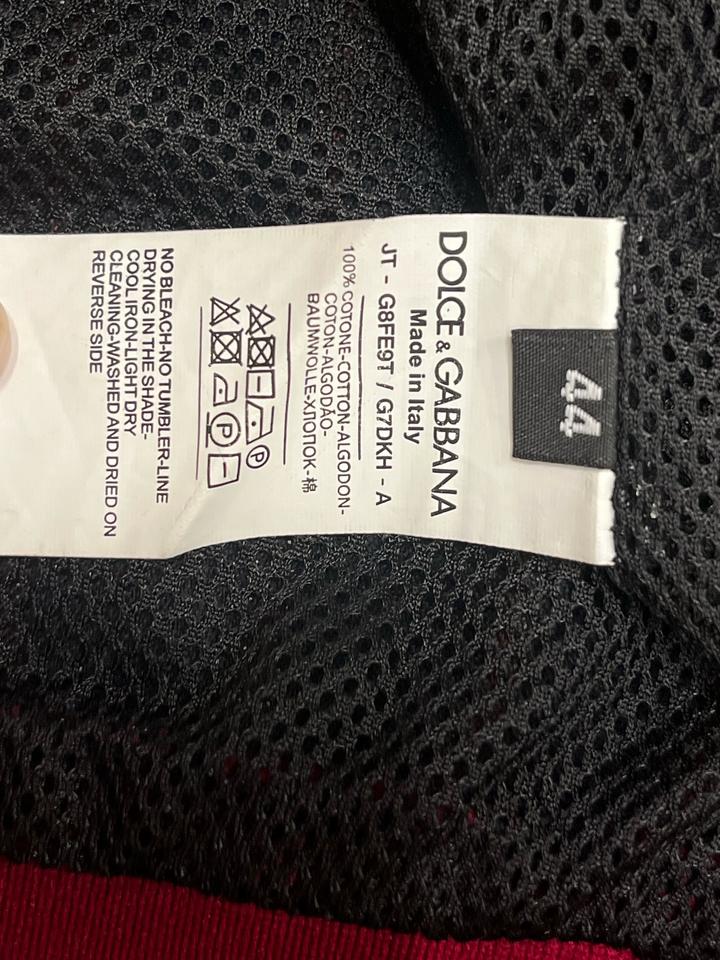 44
DOLCE & GABBANA
Made in Italy
JT - G8FE9T / G7DKH - A
100% COTONE-COTTON-ALGODON-
COTON-ALGODÃO-
BAUMWOLLE-ХЛОПОК-棉
P
P
NO BLEACH-NO TUMBLER-LINE
DRYING IN THE SHADE-
COOL IRON-LIGHT DRY
CLEANING-WASHED AND DRIED ON
REVERSE SIDE